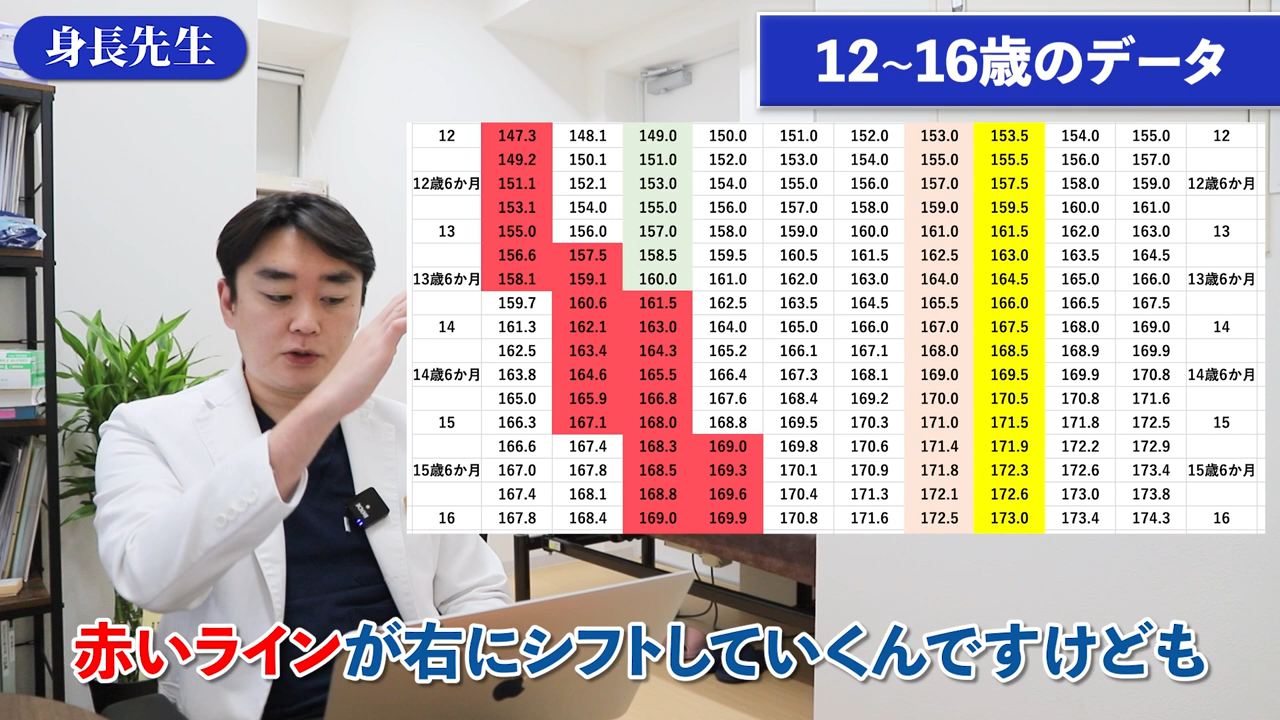 身長先生
12~16歳のデータ
12 147.3 148.1 149.0 150.0 151.0 152.0 153.0 153.5 154.0 155.0 12
149.2 150.1 151.0 152.0 153.0 154.0 155.0 155.5 156.0 157.0
12歳6か月 151.1 152.1 153.0 154.0 155.0 156.0 157.0 157.5 158.0 159.0 12歳6か月
153.1 154.0 155.0 156.0 157.0 158.0 159.0 159.5 160.0 161.0
13 155.0 156.0 157.0 158.0 159.0 160.0 161.0 161.5 162.0 163.0 13
156.6 157.5 158.5 159.5 160.5 161.5 162.5 163.0 163.5 164.5
13歳6か月 158.1 159.1 160.0 161.0 162.0 163.0 164.0 164.5 165.0 166.0 13歳6か月
159.7 160.6 161.5 162.5 163.5 164.5 165.5 166.0 166.5 167.5
14 161.3 162.1 163.0 164.0 165.0 166.0 167.0 167.5 168.0 169.0 14
162.5 163.4 164.3 165.2 166.1 167.1 168.0 168.5 168.9 169.9
14歳6か月 163.8 164.6 165.5 166.4 167.3 168.1 169.0 169.5 169.9 170.8 14歳6か月
165.0 165.9 166.8 167.6 168.4 169.2 170.0 170.5 170.8 171.6
15 166.3 167.1 168.0 168.8 169.5 170.3 171.0 171.5 171.8 172.5 15
166.6 167.4 168.3 169.0 169.8 170.6 171.4 171.9 172.2 172.9
15歳6か月 167.0 167.8 168.5 169.3 170.1 170.9 171.8 172.3 172.6 173.4 15歳6か月
167.4 168.1 168.8 169.6 170.4 171.3 172.1 172.6 173.0 173.8
16 167.8 168.4 169.0 169.9 170.8 171.6 172.5 173.0 173.4 174.3 16
赤いラインが右にシフトしていくんですけども